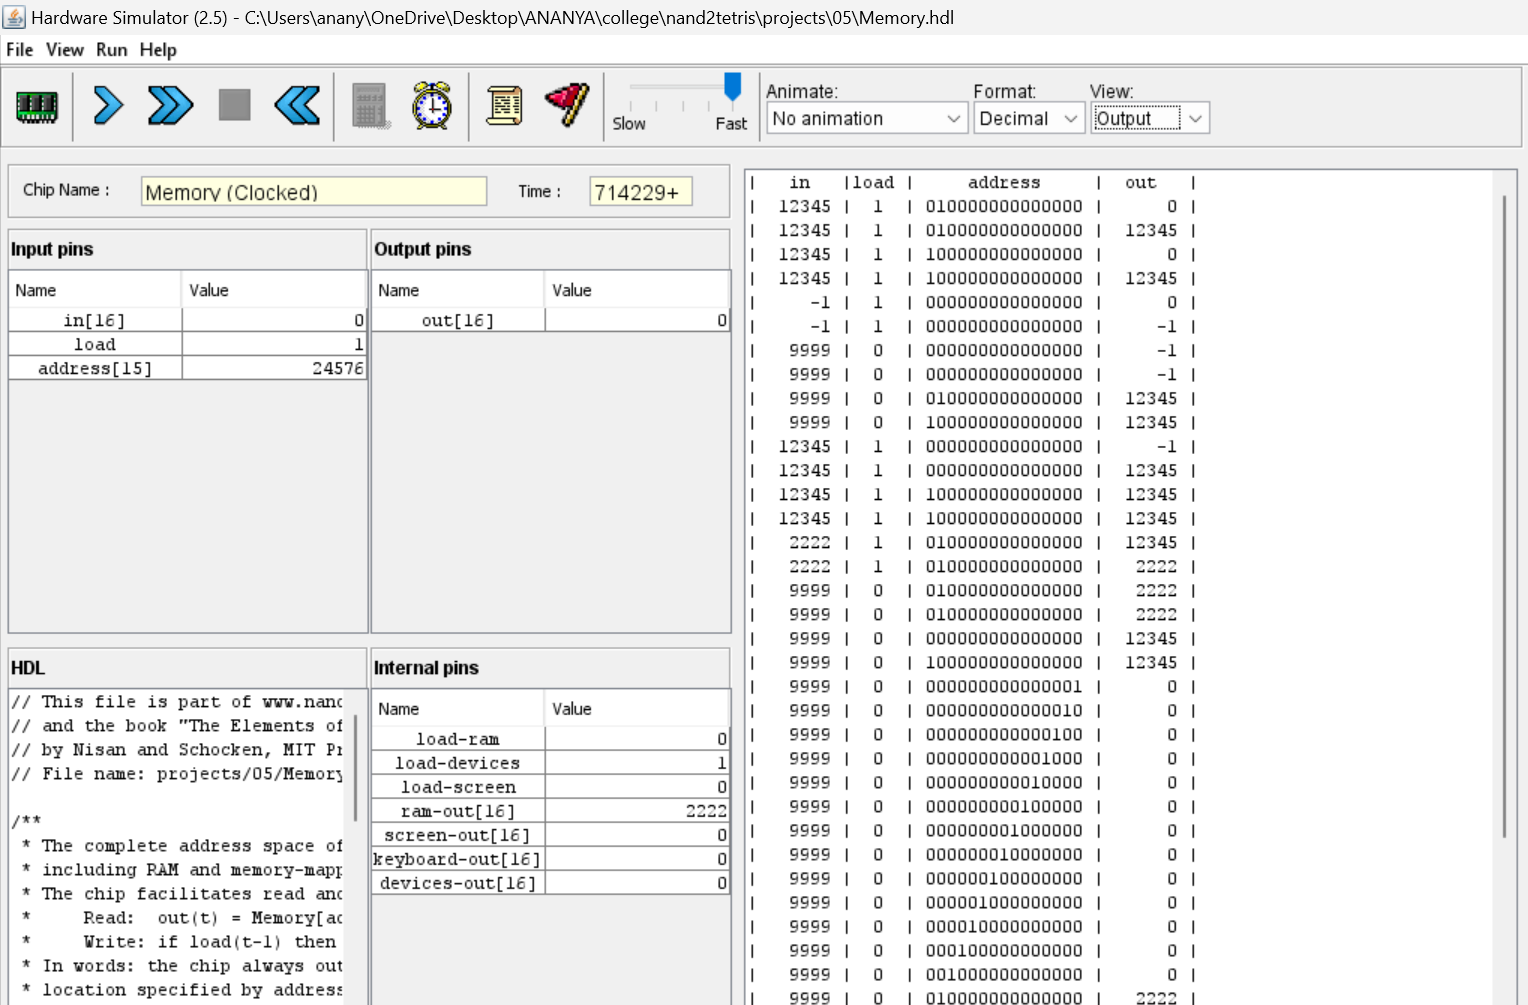 Hardware Simulator (2.5) - C:\Users\anany\OneDrive\Desktop\ANANYA\college\nand2tetris\projects\05\Memory.hdl
File View Run Help
Slow Fast
Animate: Format: View:
No animation Decimal Output
Chip Name : Memory (Clocked) Time : 714229+
Input pins
Name Value
in[16] 0
load 1
address[15] 24576
Output pins
Name Value
out[16] 0
HDL
// This file is part of www.nand
// and the book "The Elements of
// by Nisan and Schocken, MIT Pr
// File name: projects/05/Memory
/**
* The complete address space of
* including RAM and memory-mapp
* The chip facilitates read and
* Read: out(t) = Memory[ad
* Write: if load(t-1) then
* In words: the chip always out
* location specified by address
Internal pins
Name Value
load-ram 0
load-devices 1
load-screen 0
ram-out[16] 2222
screen-out[16] 0
keyboard-out[16] 0
devices-out[16] 0
| in |load | address | out |
| 12345 | 1 | 010000000000000 | 0 |
| 12345 | 1 | 010000000000000 | 12345 |
| 12345 | 1 | 100000000000000 | 0 |
| 12345 | 1 | 100000000000000 | 12345 |
| -1 | 1 | 000000000000000 | 0 |
| -1 | 1 | 000000000000000 | -1 |
| 9999 | 0 | 000000000000000 | -1 |
| 9999 | 0 | 000000000000000 | -1 |
| 9999 | 0 | 010000000000000 | 12345 |
| 9999 | 0 | 100000000000000 | 12345 |
| 12345 | 1 | 000000000000000 | -1 |
| 12345 | 1 | 000000000000000 | 12345 |
| 12345 | 1 | 100000000000000 | 12345 |
| 12345 | 1 | 100000000000000 | 12345 |
| 2222 | 1 | 010000000000000 | 12345 |
| 2222 | 1 | 010000000000000 | 2222 |
| 9999 | 0 | 010000000000000 | 2222 |
| 9999 | 0 | 010000000000000 | 2222 |
| 9999 | 0 | 000000000000000 | 12345 |
| 9999 | 0 | 100000000000000 | 12345 |
| 9999 | 0 | 000000000000001 | 0 |
| 9999 | 0 | 000000000000010 | 0 |
| 9999 | 0 | 000000000000100 | 0 |
| 9999 | 0 | 000000000001000 | 0 |
| 9999 | 0 | 000000000010000 | 0 |
| 9999 | 0 | 000000000100000 | 0 |
| 9999 | 0 | 000000001000000 | 0 |
| 9999 | 0 | 000000010000000 | 0 |
| 9999 | 0 | 000000100000000 | 0 |
| 9999 | 0 | 000001000000000 | 0 |
| 9999 | 0 | 000010000000000 | 0 |
| 9999 | 0 | 000100000000000 | 0 |
| 9999 | 0 | 001000000000000 | 0 |
| 9999 | 0 | 010000000000000 | 2222 |